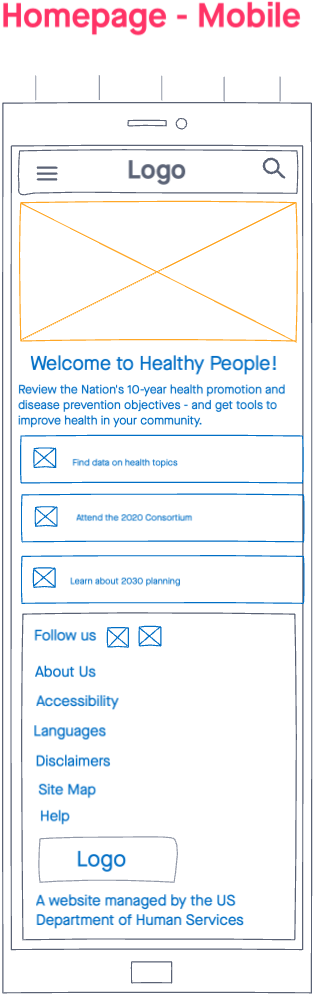 Homepage - Mobile
Logo
Welcome to Healthy People!
Review the Nation's 10-year health promotion and
disease prevention objectives - and get tools to
improve health in your community.
Find data on health topics
Attend the 2020 Consortium
Learn about 2030 planning
Follow us
About Us
Accessibility
Languages
Disclaimers
Site Map
Help
Logo
A website managed by the US
Department of Human Services